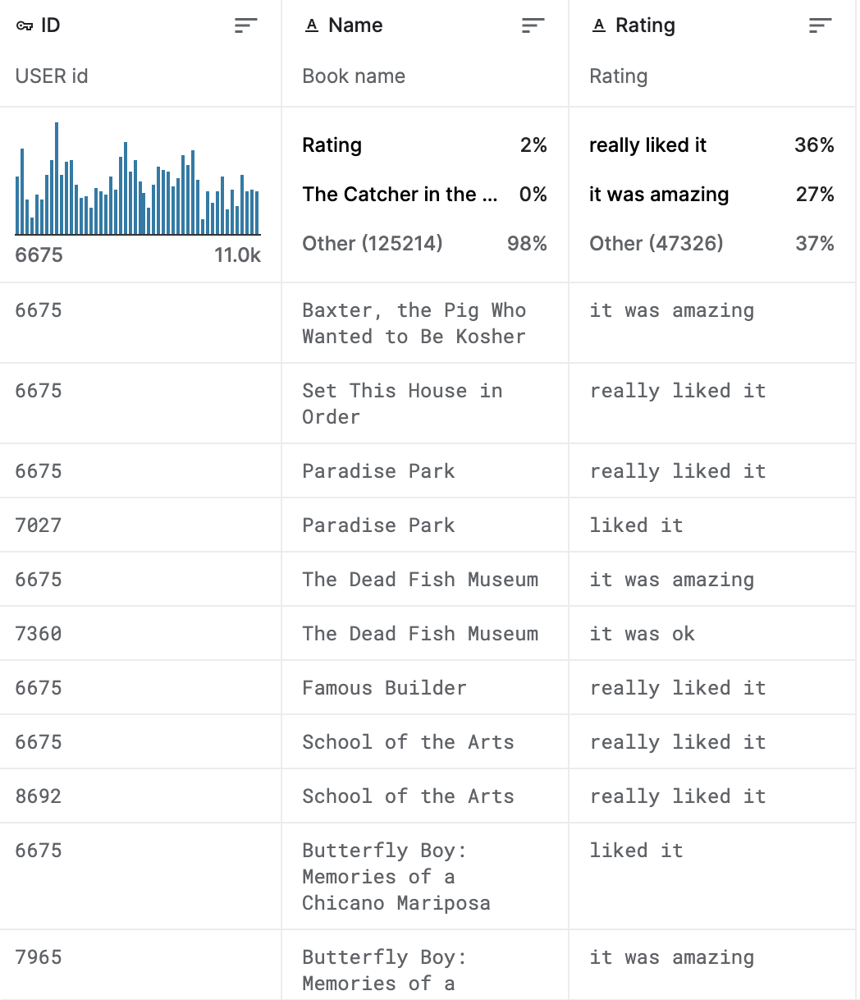 ID
Name
Rating
USER id
Book name
Rating
Rating 2%
The Catcher in the ... 0%
Other (125214) 98%
really liked it 36%
it was amazing 27%
Other (47326) 37%
6675 11.0k
6675
Baxter, the Pig Who
Wanted to Be Kosher
it was amazing
6675
Set This House in
Order
really liked it
6675
Paradise Park
really liked it
7027
Paradise Park
liked it
6675
The Dead Fish Museum
it was amazing
7360
The Dead Fish Museum
it was ok
6675
Famous Builder
really liked it
6675
School of the Arts
really liked it
8692
School of the Arts
really liked it
6675
Butterfly Boy:
Memories of a
Chicano Mariposa
liked it
7965
Butterfly Boy:
Memories of a
it was amazing